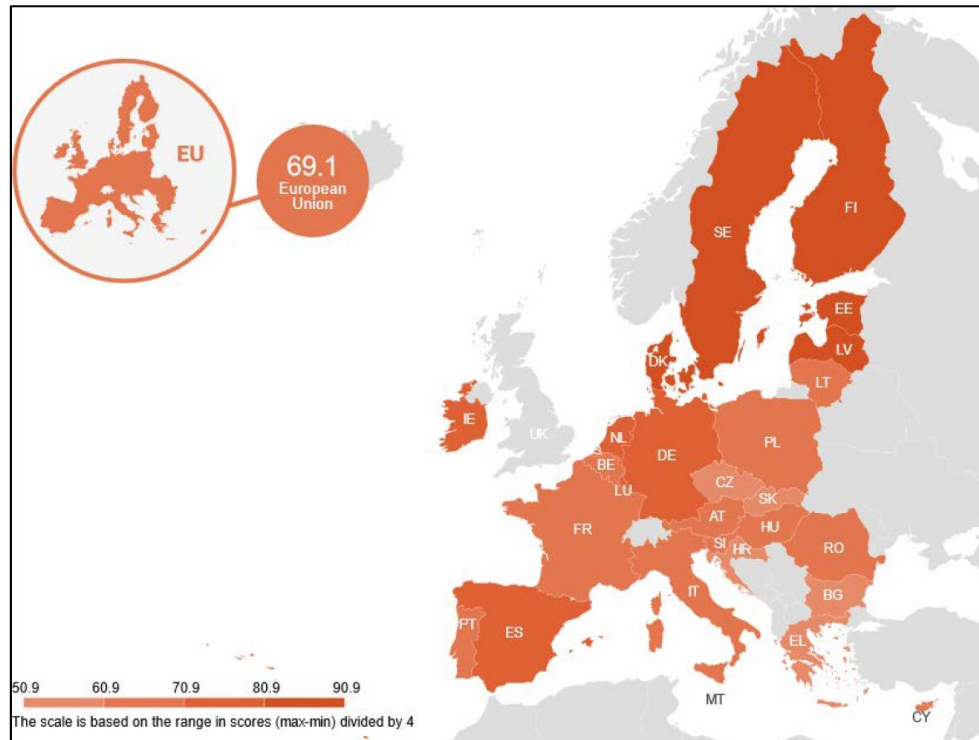 EU
69.1
European
Union
SE
FI
EE
LV
DK
LT
IE
UK
NL
PL
BE
DE
LU
CZ
SK
FR
AT
HU
SI
HR
RO
IT
BG
PT
ES
EL
MT
CY
50.9 60.9 70.9 80.9 90.9
The scale is based on the range in scores (max-min) divided by 4